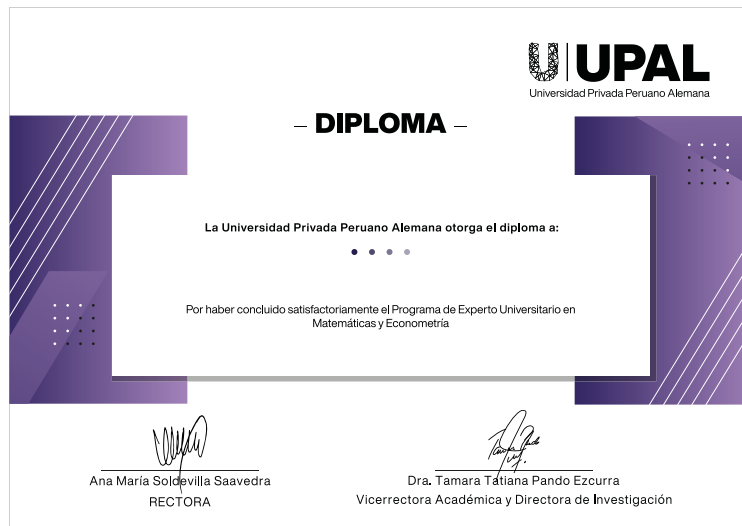 UPAL
Universidad Privada Peruano Alemana
– DIPLOMA –
La Universidad Privada Peruano Alemana otorga el diploma a:
Por haber concluido satisfactoriamente el Programa de Experto Universitario en
Matemáticas y Econometría
Ana María Soldevilla Saavedra
RECTORA
Dra. Tamara Tatiana Pando Ezcurra
Vicerrectora Académica y Directora de Investigación